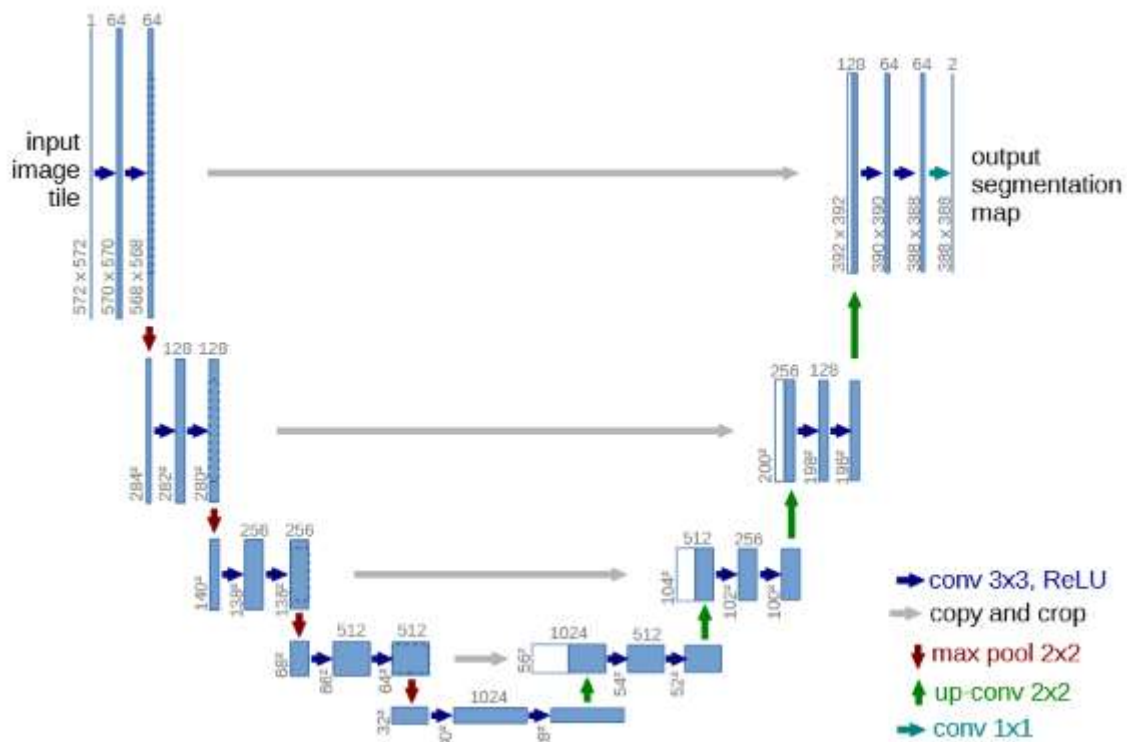 1 64 64
128 64 64 2
input
image
tile
output
segmentation
map
572 x 572
570 x 570
568 x 568
392 x 392
390 x 390
388 x 388
388 x 388
128 128
256 128
284²
282²
280²
200²
198²
196²
256 256
512 256
140²
138²
104²
102²
100²
512 512
1024 512
68²
66²
64²
56²
54²
52²
1024
32²
conv 3x3, ReLU
copy and crop
max pool 2x2
up-conv 2x2
conv 1x1